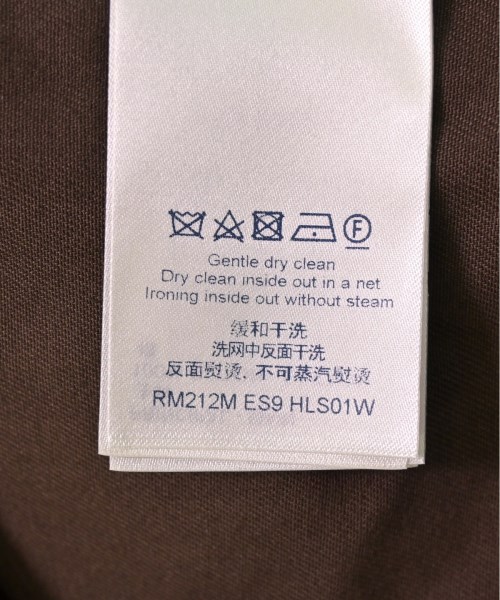 F
Gentle dry clean
Dry clean inside out in a net
Ironing inside out without steam
缓和干洗
洗网中反面干洗
反面熨烫, 不可蒸汽熨烫
RM212M ES9 HLS01W